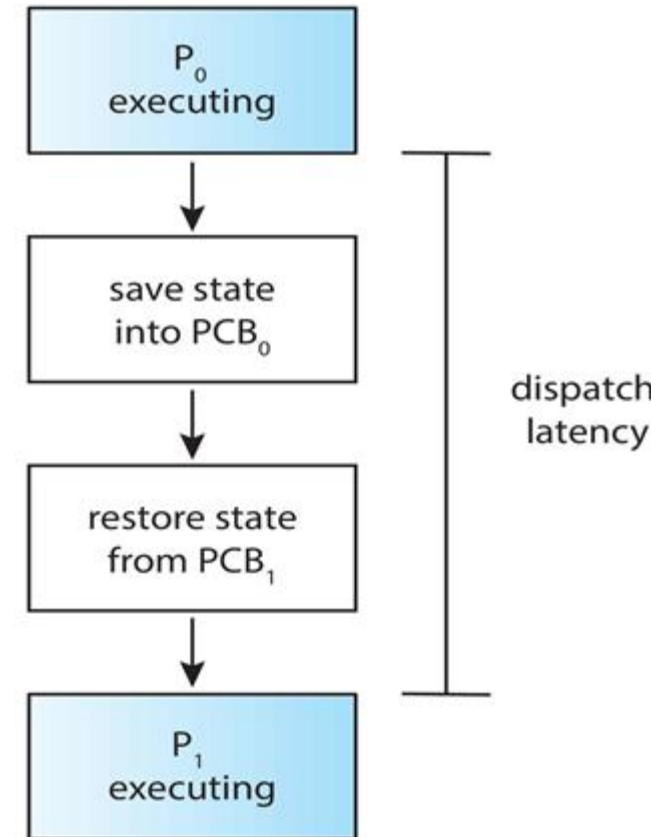 P₀
executing
save state
into PCB₀
restore state
from PCB₁
P₁
executing
dispatch
latency